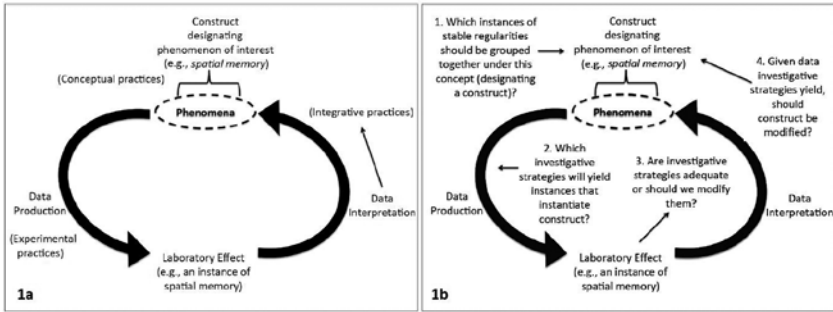 Construct
designating
phenomenon of interest
(e.g., spatial memory)
(Conceptual practices)
Phenomena
(Integrative practices)
Data
Production
(Experimental
practices)
Data
Interpretation
Laboratory Effect
(e.g., an instance of
spatial memory)
1a
1. Which instances of
stable regularities
should be grouped
together under this
concept (designating
a construct)?
Construct
designating
phenomenon of interest
(e.g., spatial memory)
4. Given data
investigative
strategies yield,
should
construct be
modified?
Phenomena
2. Which
investigative
strategies will yield
instances that
instantiate
construct?
3. Are investigative
strategies adequate
or should we modify
them?
Data
Production
Data
Interpretation
Laboratory Effect
(e.g., an instance of
spatial memory)
1b